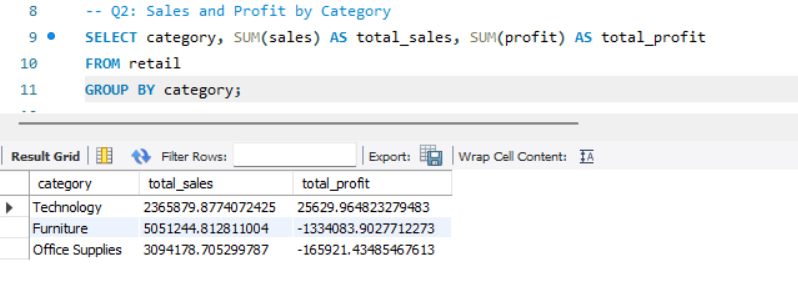 8 -- Q2: Sales and Profit by Category
9 SELECT category, SUM(sales) AS total_sales, SUM(profit) AS total_profit
10 FROM retail
11 GROUP BY category;
Result Grid Filter Rows: Export: Wrap Cell Content: IA
category total_sales total_profit
Technology 2365879.8774072425 25629.964823279483
Furniture 5051244.812811004 -1334083.9027712273
Office Supplies 3094178.705299787 -165921.43485467613